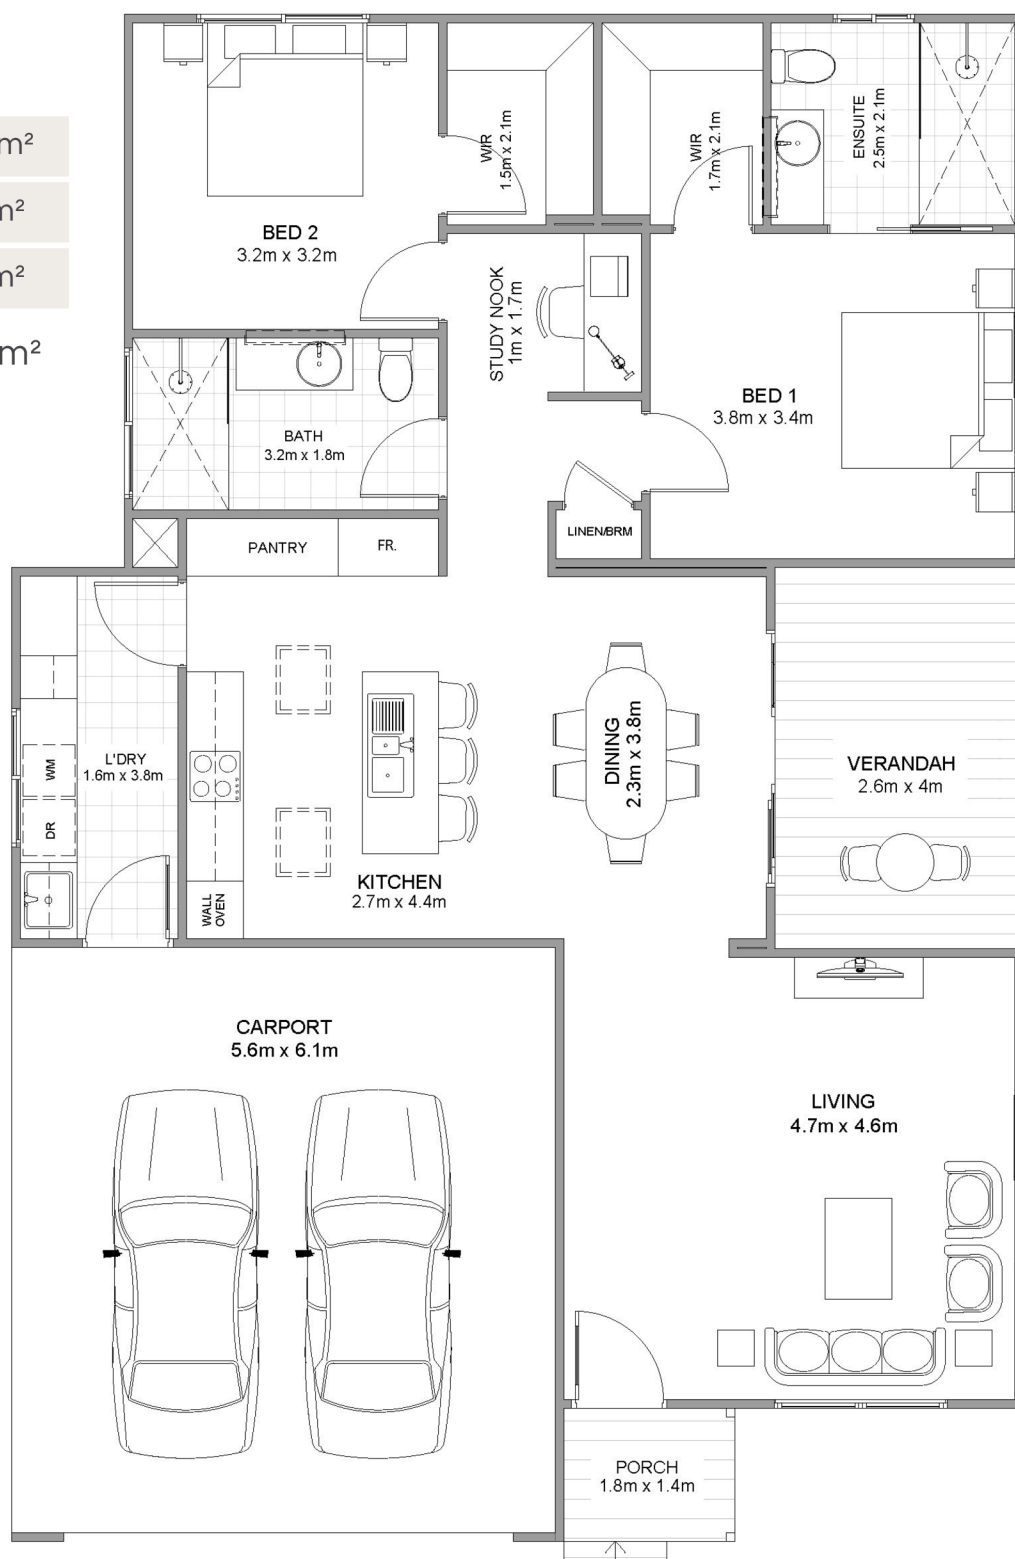 m²
m²
m²
m²
BED 2
3.2m x 3.2m
WIR
1.5m x 2.1m
WIR
1.7m x 2.1m
ENSUITE
2.5m x 2.1m
STUDY NOOK
1m x 1.7m
BED 1
3.8m x 3.4m
BATH
3.2m x 1.8m
LINEN/BRM
PANTRY
FR.
L'DRY
1.6m x 3.8m
WM
DR
WALL
OVEN
KITCHEN
2.7m x 4.4m
DINING
2.3m x 3.8m
VERANDAH
2.6m x 4m
CARPORT
5.6m x 6.1m
LIVING
4.7m x 4.6m
PORCH
1.8m x 1.4m